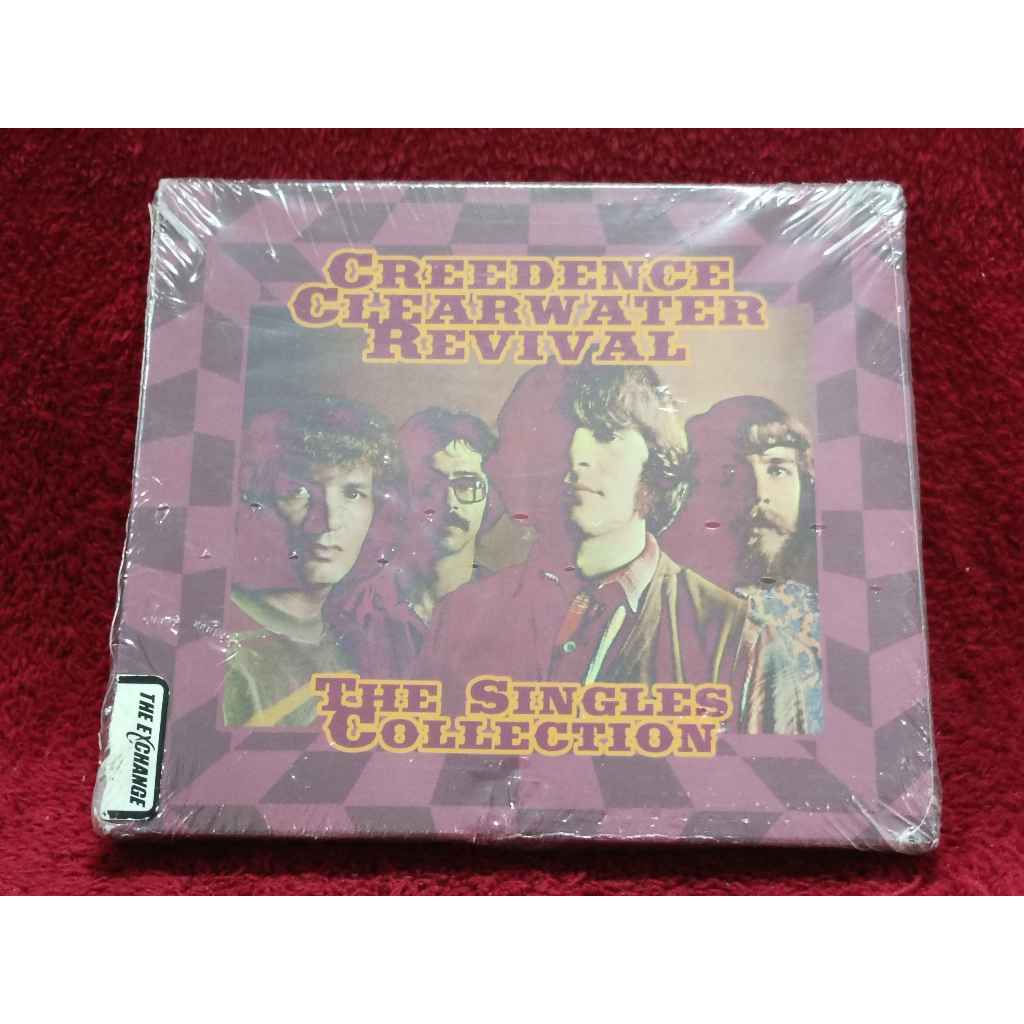 CREEDENCE
CLEARWATER
REVIVAL
THE SINGLES
COLLECTION
THE EXCHANGE